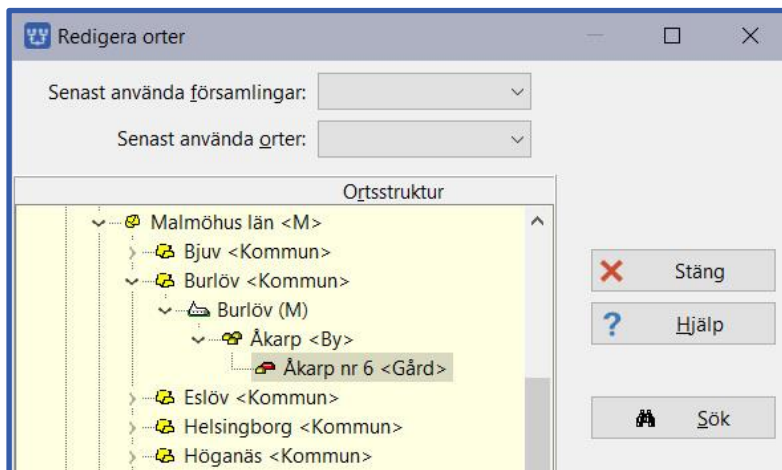 Redigera orter
Senast använda församlingar:
Senast använda orter:
Ortsstruktur
Malmöhus län <M>
Bjuv <Kommun>
Burlöv <Kommun>
Burlöv (M)
Åkarp <By>
Åkarp nr 6 <Gård>
Eslöv <Kommun>
Helsingborg <Kommun>
Höganäs <Kommun>
Stäng
Hjälp
Sök